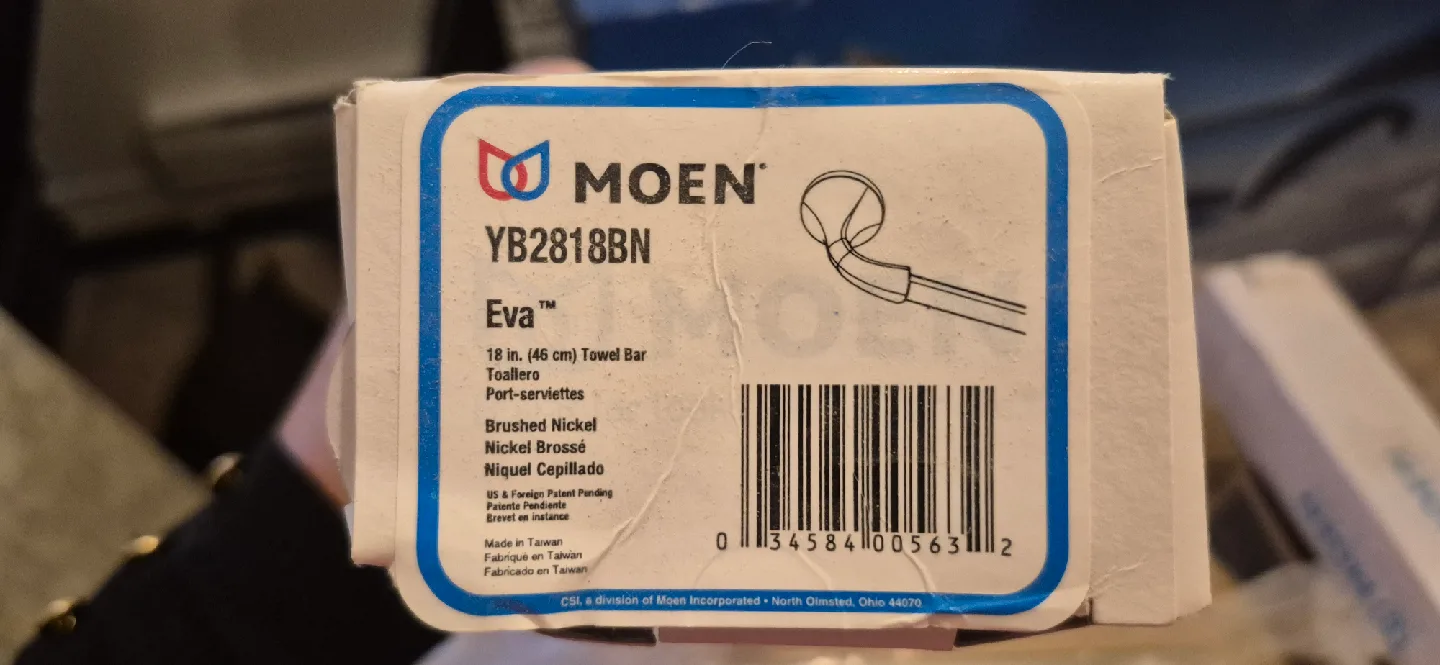 MOEN®
YB2818BN
Eva™
18 in. (46 cm) Towel Bar
Toallero
Port-serviettes
Brushed Nickel
Nickel Brossé
Niquel Cepillado
US & Foreign Patent Pending
Patente Pendiente
Brevet en instance
Made in Taiwan
Fabriqué en Taiwan
Fabricado en Taiwan
0 34584 00563 2
CSI, a division of Moen Incorporated • North Olmsted, Ohio 44070
MOEN